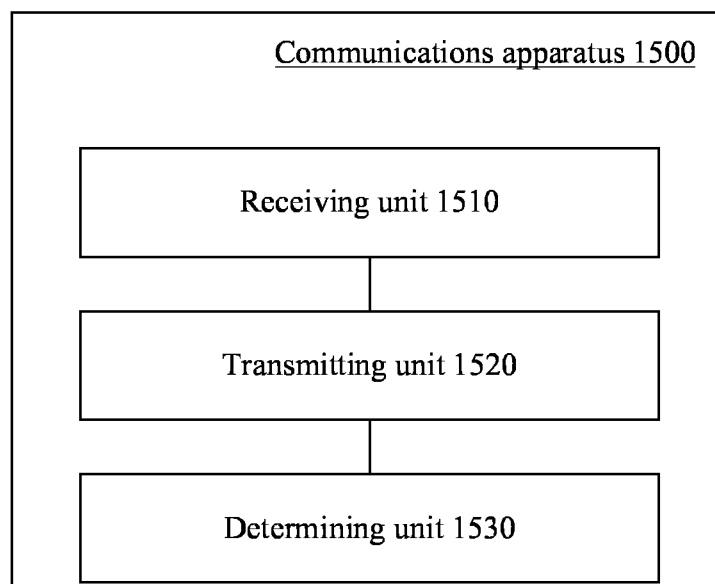 Communications apparatus 1500
Receiving unit 1510
Transmitting unit 1520
Determining unit 1530